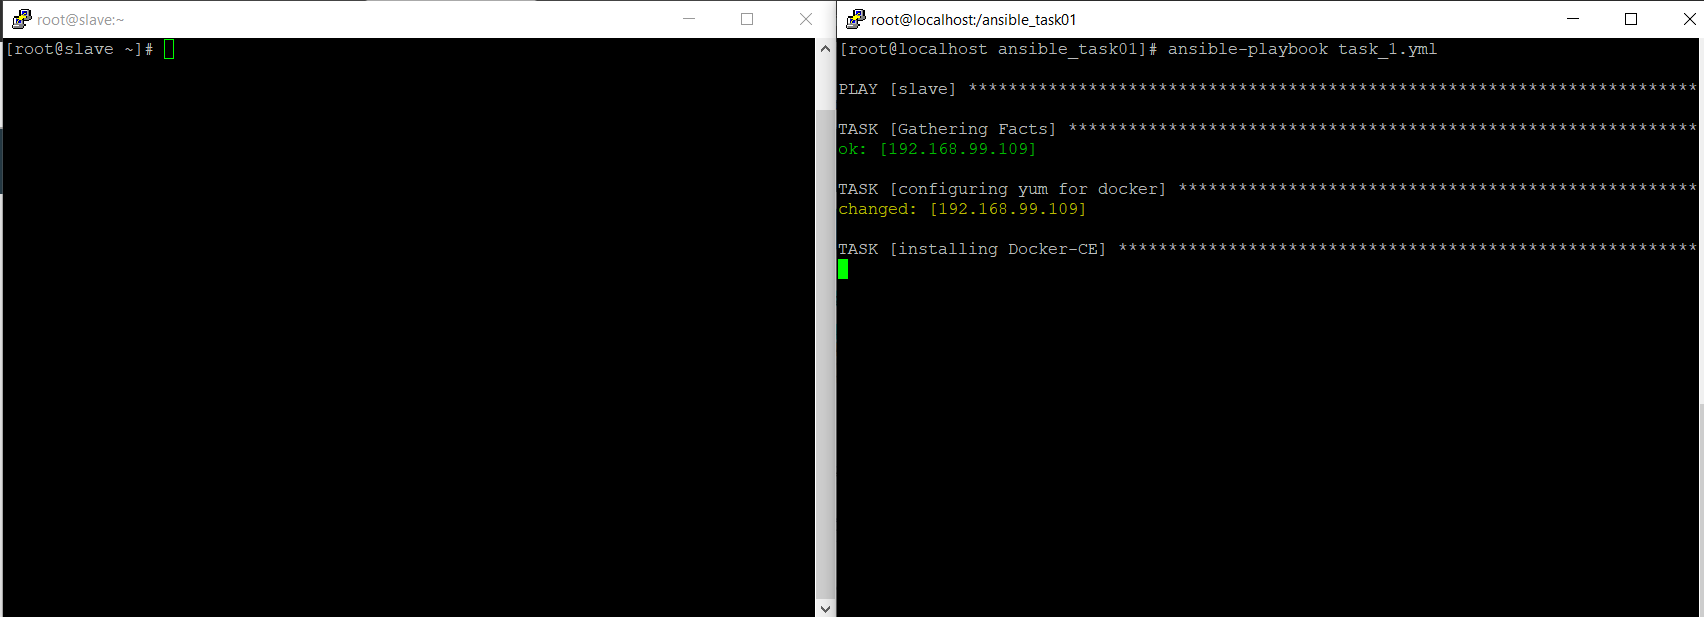 root@slave:~
[root@slave ~]#
root@localhost:/ansible_task01
[root@localhost ansible_task01]# ansible-playbook task_1.yml
PLAY [slave] *************************************************************************
TASK [Gathering Facts] ***************************************************************
ok: [192.168.99.109]
TASK [configuring yum for docker] ****************************************************
changed: [192.168.99.109]
TASK [installing Docker-CE] **********************************************************